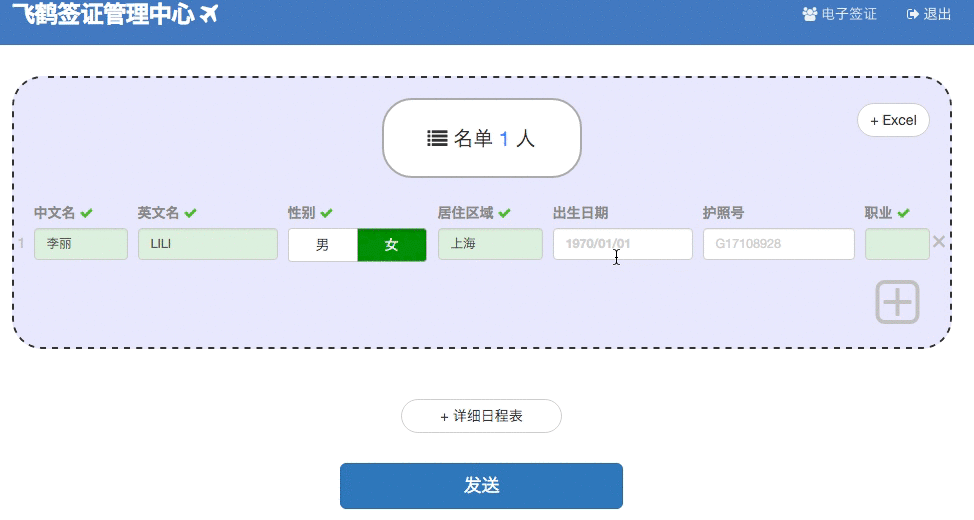 飞鹤签证管理中心
电子签证 退出
名单 1 人
+ Excel
中文名 英文名 性别 居住区域 出生日期 护照号 职业
1 李丽 LILI 男 女 上海 1970/01/01 G17108928
+ 详细日程表
发送